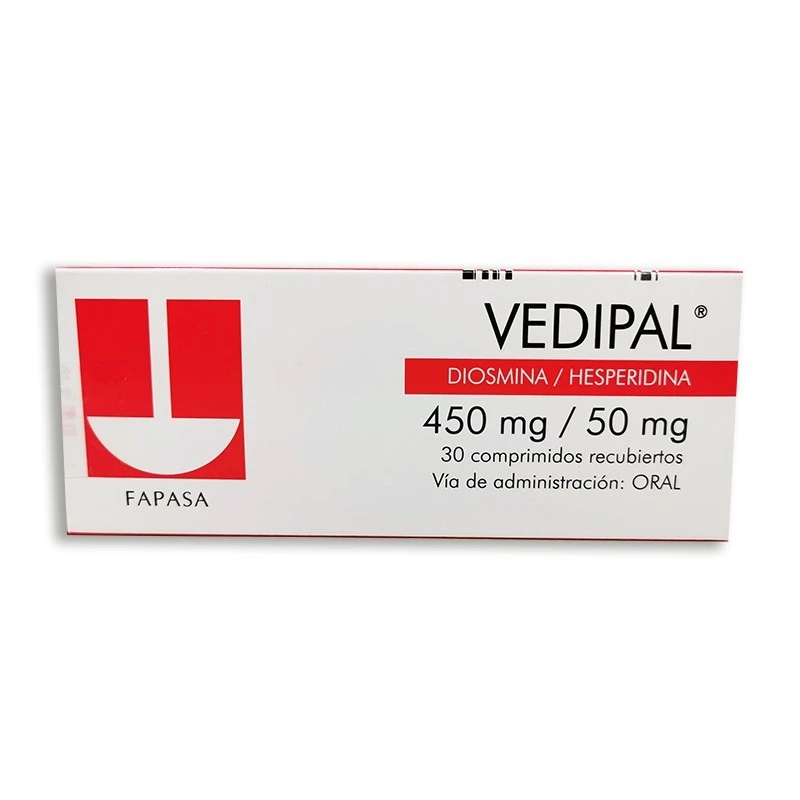 VEDIPAL®
DIOSMINA / HESPERIDINA
450 mg / 50 mg
30 comprimidos recubiertos
Vía de administración: ORAL
FAPASA